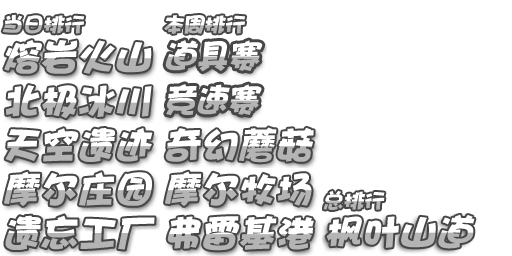 当日排行 本周排行
熔岩火山 道具赛
北极冰川 竞速赛
天空遗迹 奇幻蘑菇
摩尔庄园 摩尔牧场
总排行
遗忘工厂 弗雷基港 枫叶山道